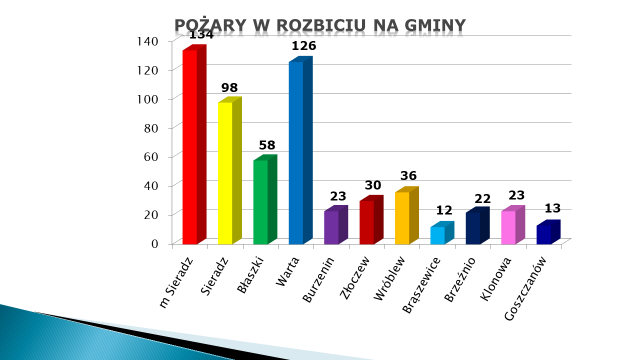 POŻARY W ROZBICIU NA GMINY
140
120
100
80
60
40
20
0
134
98
58
126
23
30
36
12
22
23
13
m Sieradz
Sieradz
Błaszki
Warta
Burzenin
Złoczew
Wróblew
Brąszewice
Brzeźnio
Klonowa
Goszczanów